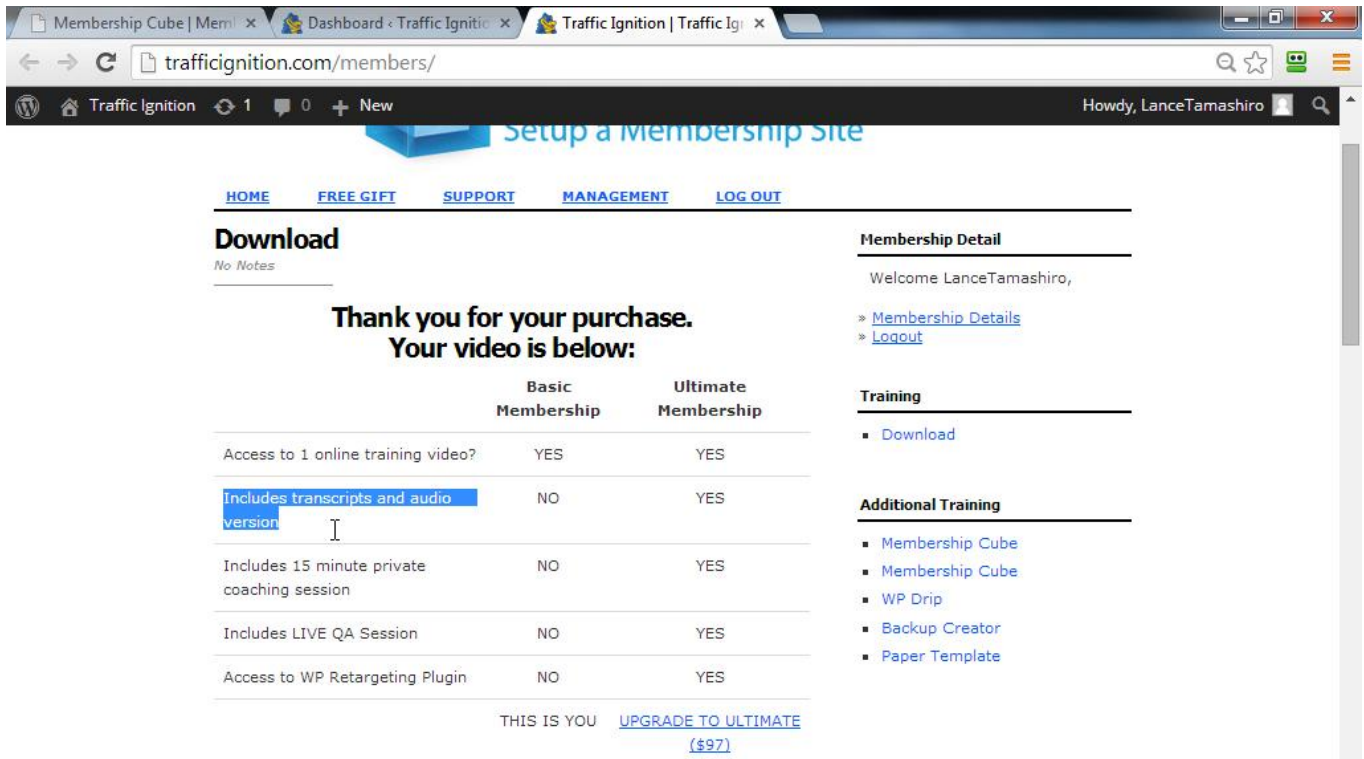 Membership Cube | Mem
Dashboard ‹ Traffic Ignitio
Traffic Ignition | Traffic Ig
trafficignition.com/members/
Traffic Ignition 1 0 + New
Howdy, LanceTamashiro
Setup a Membership Site
HOME FREE GIFT SUPPORT MANAGEMENT LOG OUT
Download
No Notes
Thank you for your purchase.
Your video is below:
Basic Membership Ultimate Membership
Access to 1 online training video? YES YES
Includes transcripts and audio version NO YES
Includes 15 minute private coaching session NO YES
Includes LIVE QA Session NO YES
Access to WP Retargeting Plugin NO YES
THIS IS YOU UPGRADE TO ULTIMATE ($97)
Membership Detail
Welcome LanceTamashiro,
» Membership Details
» Logout
Training
Download
Additional Training
Membership Cube
Membership Cube
WP Drip
Backup Creator
Paper Template